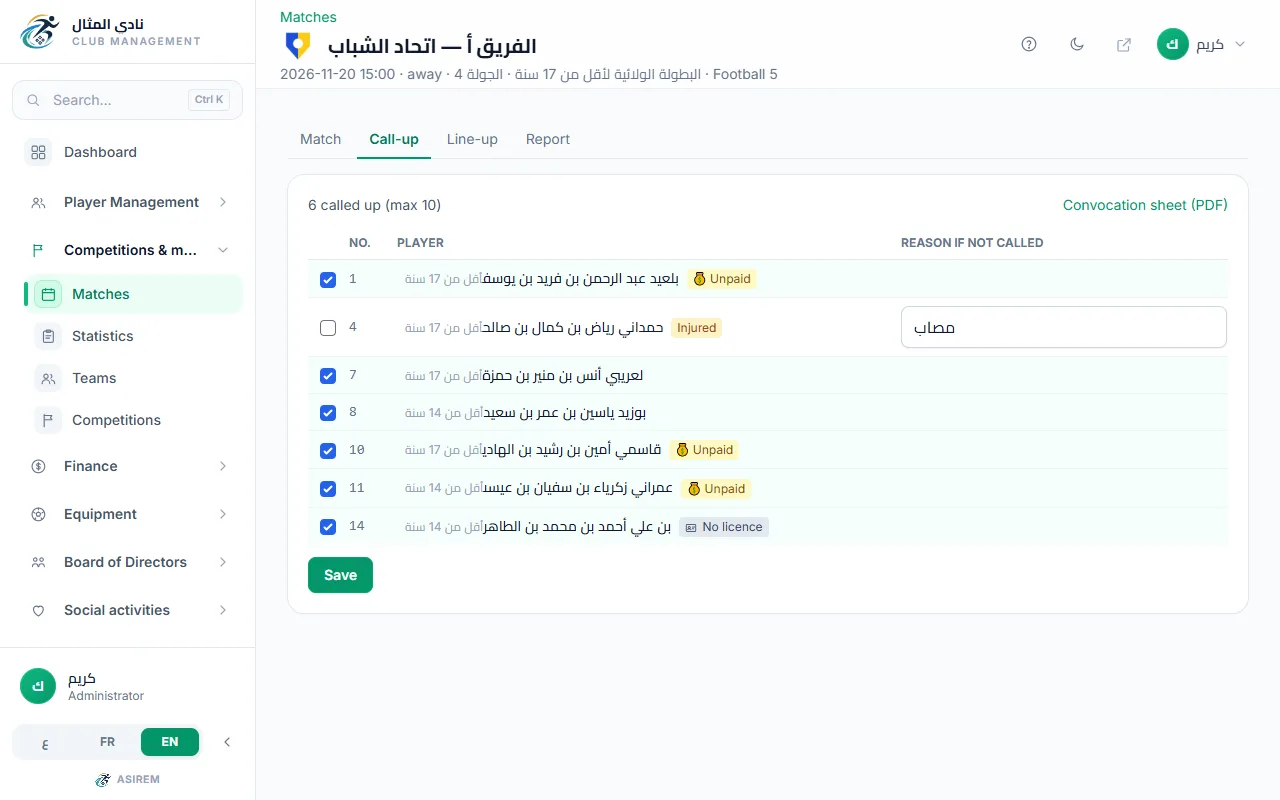 نادي المثال
CLUB MANAGEMENT
Search...
Ctrl K
Dashboard
Player Management
Competitions & m...
Matches
Statistics
Teams
Competitions
Finance
Equipment
Board of Directors
Social activities
كريم
Administrator
ع
FR
EN
ASIREM
Matches
الفريق أ — اتحاد الشباب
2026-11-20 15:00 · away · الجولة 4 · البطولة الولائية لأقل من 17 سنة · Football 5
ك كريم
Match
Call-up
Line-up
Report
6 called up (max 10)
Convocation sheet (PDF)
NO. PLAYER REASON IF NOT CALLED
1 بلعيد عبد الرحمن بن فريد بن يوسف أقل من 17 سنة Unpaid
4 حمداني رياض بن كمال بن صالح أقل من 17 سنة Injured مصاب
7 لعريبي أنس بن منير بن حمزة أقل من 17 سنة
8 بوزيد ياسين بن عمر بن سعيد أقل من 14 سنة
10 قاسمي أمين بن رشيد بن الهادي أقل من 17 سنة Unpaid
11 عمراني زكرياء بن سفيان بن عيسى أقل من 14 سنة Unpaid
14 بن علي أحمد بن محمد بن الطاهر أقل من 14 سنة No licence
Save